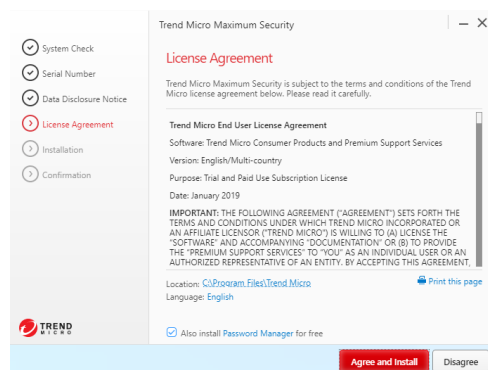 Trend Micro Maximum Security
System Check
Serial Number
Data Disclosure Notice
License Agreement
Installation
Confirmation
License Agreement
Trend Micro Maximum Security is subject to the terms and conditions of the Trend
Micro license agreement below. Please read it carefully.
Trend Micro End User License Agreement
Software: Trend Micro Consumer Products and Premium Support Services
Version: English/Multi-country
Purpose: Trial and Paid Use Subscription License
Date: January 2019
IMPORTANT: THE FOLLOWING AGREEMENT ("AGREEMENT") SETS FORTH THE
TERMS AND CONDITIONS UNDER WHICH TREND MICRO INCORPORATED OR
AN AFFILIATE LICENSOR ("TREND MICRO") IS WILLING TO (A) LICENSE THE
"SOFTWARE" AND ACCOMPANYING "DOCUMENTATION" OR (B) TO PROVIDE
THE "PREMIUM SUPPORT SERVICES" TO "YOU" AS AN INDIVIDUAL USER OR AN
AUTHORIZED REPRESENTATIVE OF AN ENTITY. BY ACCEPTING THIS AGREEMENT,
Location: C:\Program Files\Trend Micro
Print this page
Language: English
Also install Password Manager for free
TREND
MICRO
Agree and Install
Disagree